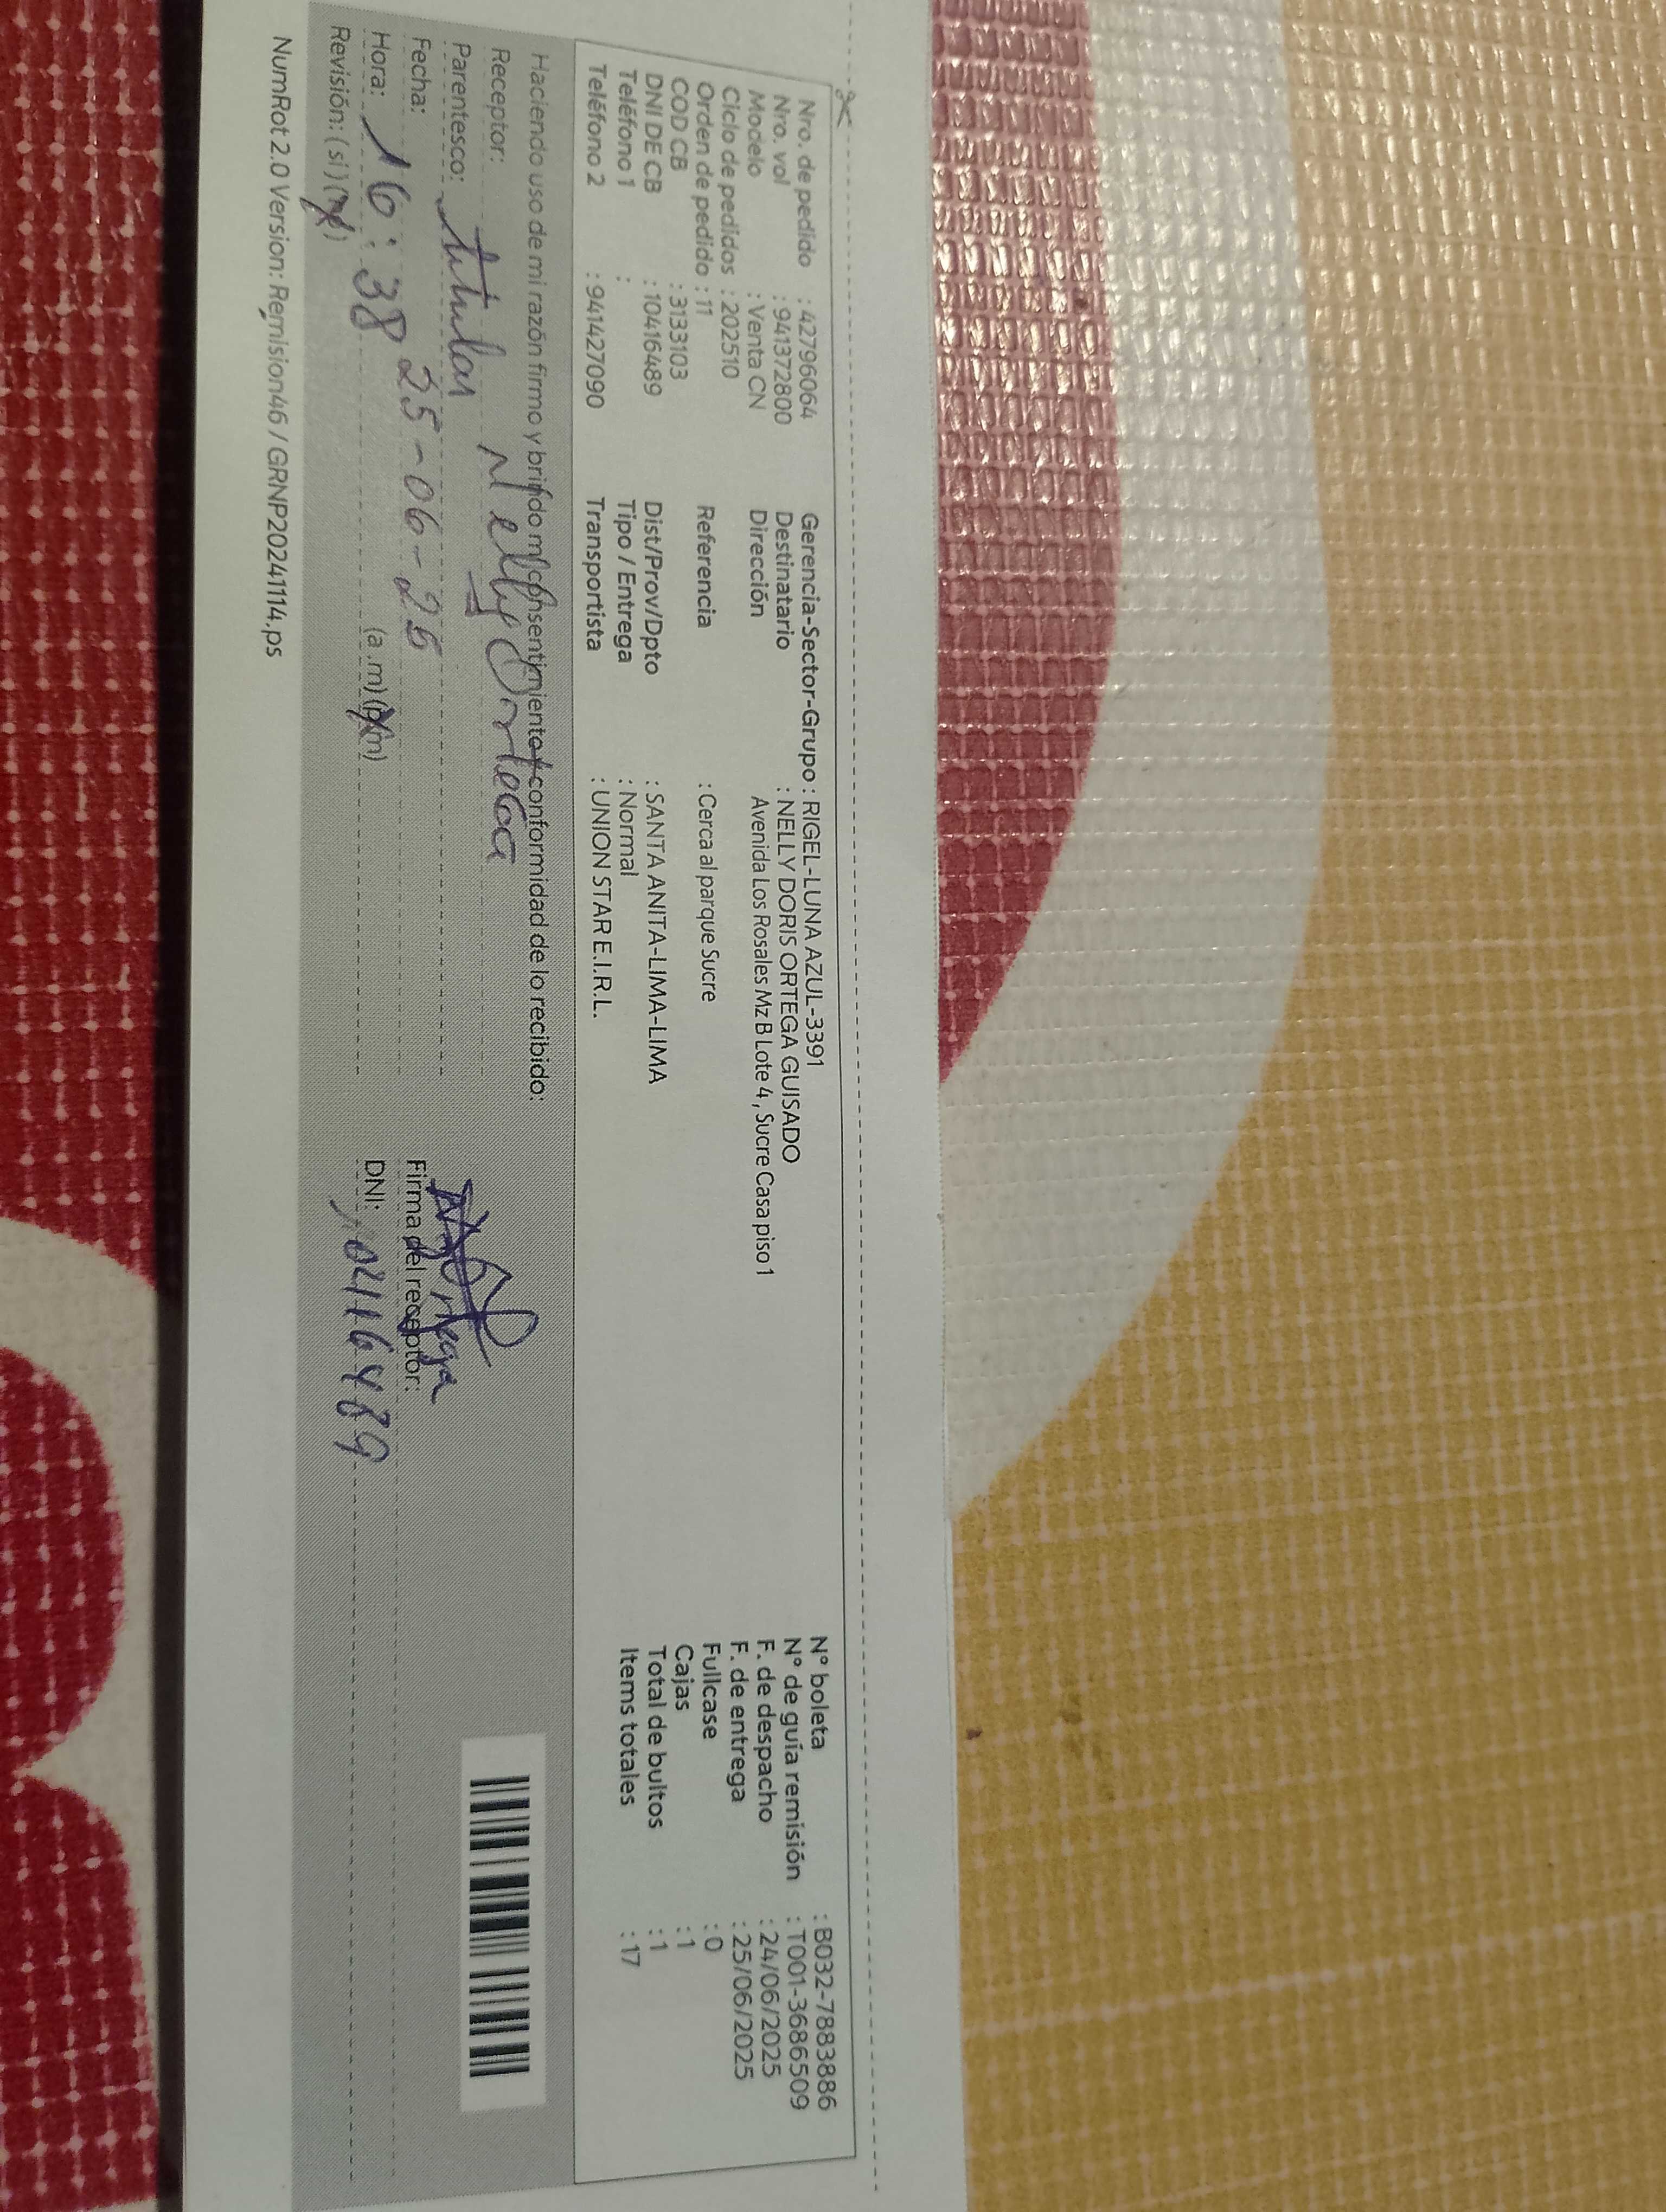 Nro. de pedido : 42796064
Nro. vol : 941372800
Modelo : Venta CN
Ciclo de pedidos : 202510
Orden de pedido : 11
COD CB : 3133103
DNI DE CB : 10416489
Teléfono 1 :
Teléfono 2 : 941427090
Gerencia-Sector-Grupo : RIGEL-LUNA AZUL-3391
Destinatario : NELLY DORIS ORTEGA GUISADO
Dirección Avenida Los Rosales Mz B Lote 4 , Sucre Casa piso 1
Referencia : Cerca al parque Sucre
Dist/Prov/Dpto : SANTA ANITA-LIMA-LIMA
Tipo / Entrega : Normal
Transportista : UNION STAR E.I.R.L.
N° boleta : B032-7883886
N° de guía remisión : T001-3686509
F. de despacho : 24/06/2025
F. de entrega : 25/06/2025
Fullcase : 0
Cajas : 1
Total de bultos : 1
Items totales : 17
Haciendo uso de mi razón firmo y brindo mi consentimiento y conformidad de lo recibido:
Receptor: Nelly Ortega
Parentesco: titular
Fecha: 25-06-25
Hora: 16:38 (a.m) (p.m)
Revisión: (si) (no)
Firma del receptor:
DNI: 10416489
NumRot 2.0 Version: Remision46 / GRNP20241114.ps